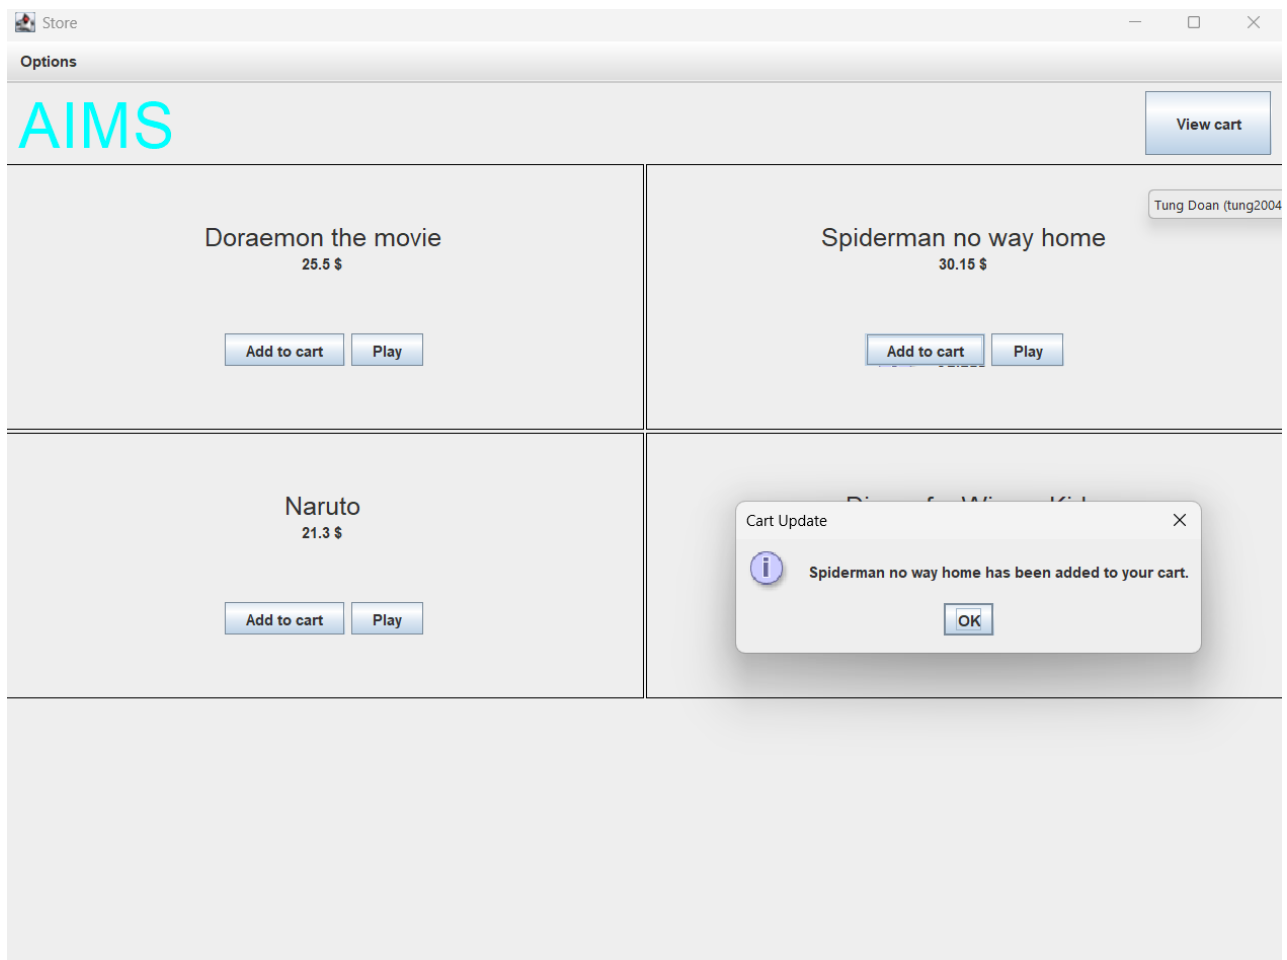 Store
Options
AIMS
View cart
Tung Doan (tung2004
Doraemon the movie
25.5 $
Add to cart
Play
Spiderman no way home
30.15 $
Add to cart
Play
Naruto
21.3 $
Add to cart
Play
Cart Update
Spiderman no way home has been added to your cart.
OK